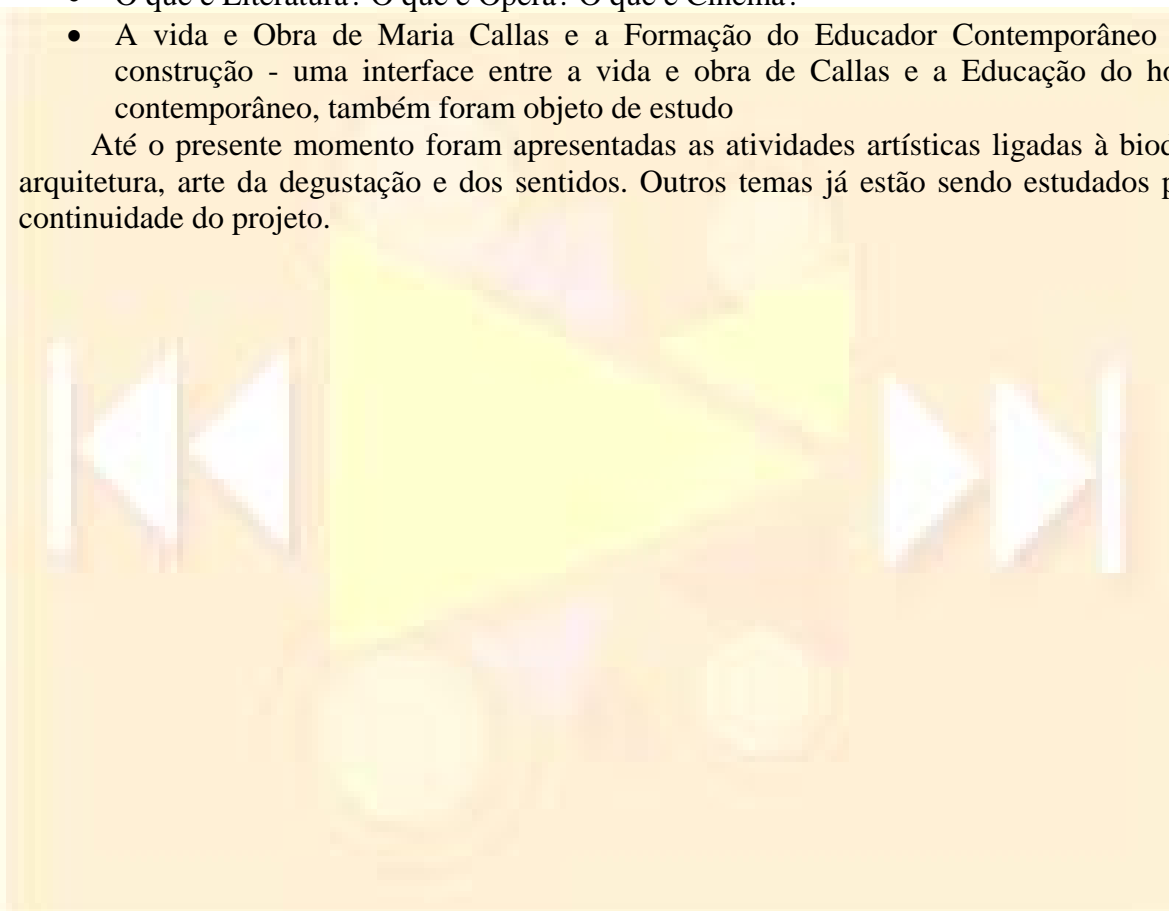 • O que é Literatura? O que é Ópera? O que é Cinema?
• A vida e Obra de Maria Callas e a Formação do Educador Contemporâneo
construção - uma interface entre a vida e obra de Callas e a Educação do ho
contemporâneo, também foram objeto de estudo
Até o presente momento foram apresentadas as atividades artísticas ligadas à biod
arquitetura, arte da degustação e dos sentidos. Outros temas já estão sendo estudados p
continuidade do projeto.